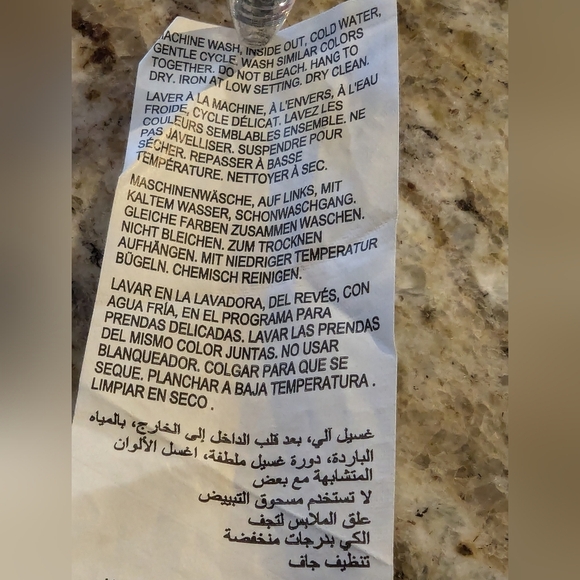 MACHINE WASH, INSIDE OUT, COLD WATER,
GENTLE CYCLE. WASH SIMILAR COLORS
TOGETHER. DO NOT BLEACH. HANG TO
DRY. IRON AT LOW SETTING. DRY CLEAN.
LAVER À LA MACHINE, À L'ENVERS, À L'EAU
FROIDE, CYCLE DÉLICAT. LAVEZ LES
COULEURS SEMBLABLES ENSEMBLE. NE
PAS JAVELLISER. SUSPENDRE POUR
SÉCHER. REPASSER À BASSE
TEMPÉRATURE. NETTOYER À SEC.
MASCHINENWÄSCHE, AUF LINKS, MIT
KALTEM WASSER, SCHONWASCHGANG.
GLEICHE FARBEN ZUSAMMEN WASCHEN.
NICHT BLEICHEN. ZUM TROCKNEN
AUFHÄNGEN. MIT NIEDRIGER TEMPERATUR
BÜGELN. CHEMISCH REINIGEN.
LAVAR EN LA LAVADORA, DEL REVÉS, CON
AGUA FRÍA, EN EL PROGRAMA PARA
PRENDAS DELICADAS. LAVAR LAS PRENDAS
DEL MISMO COLOR JUNTAS. NO USAR
BLANQUEADOR. COLGAR PARA QUE SE
SEQUE. PLANCHAR A BAJA TEMPERATURA .
LIMPIAR EN SECO .
غسيل آلي، بعد قلب الداخل إلى الخارج، بالمياه
الباردة، دورة غسيل ملطفة، اغسل الألوان
المتشابهة مع بعض
لا تستخدم مسحوق التبييض
علق الملابس لتجف
الكي بدرجات منخفضة
تنظيف جاف